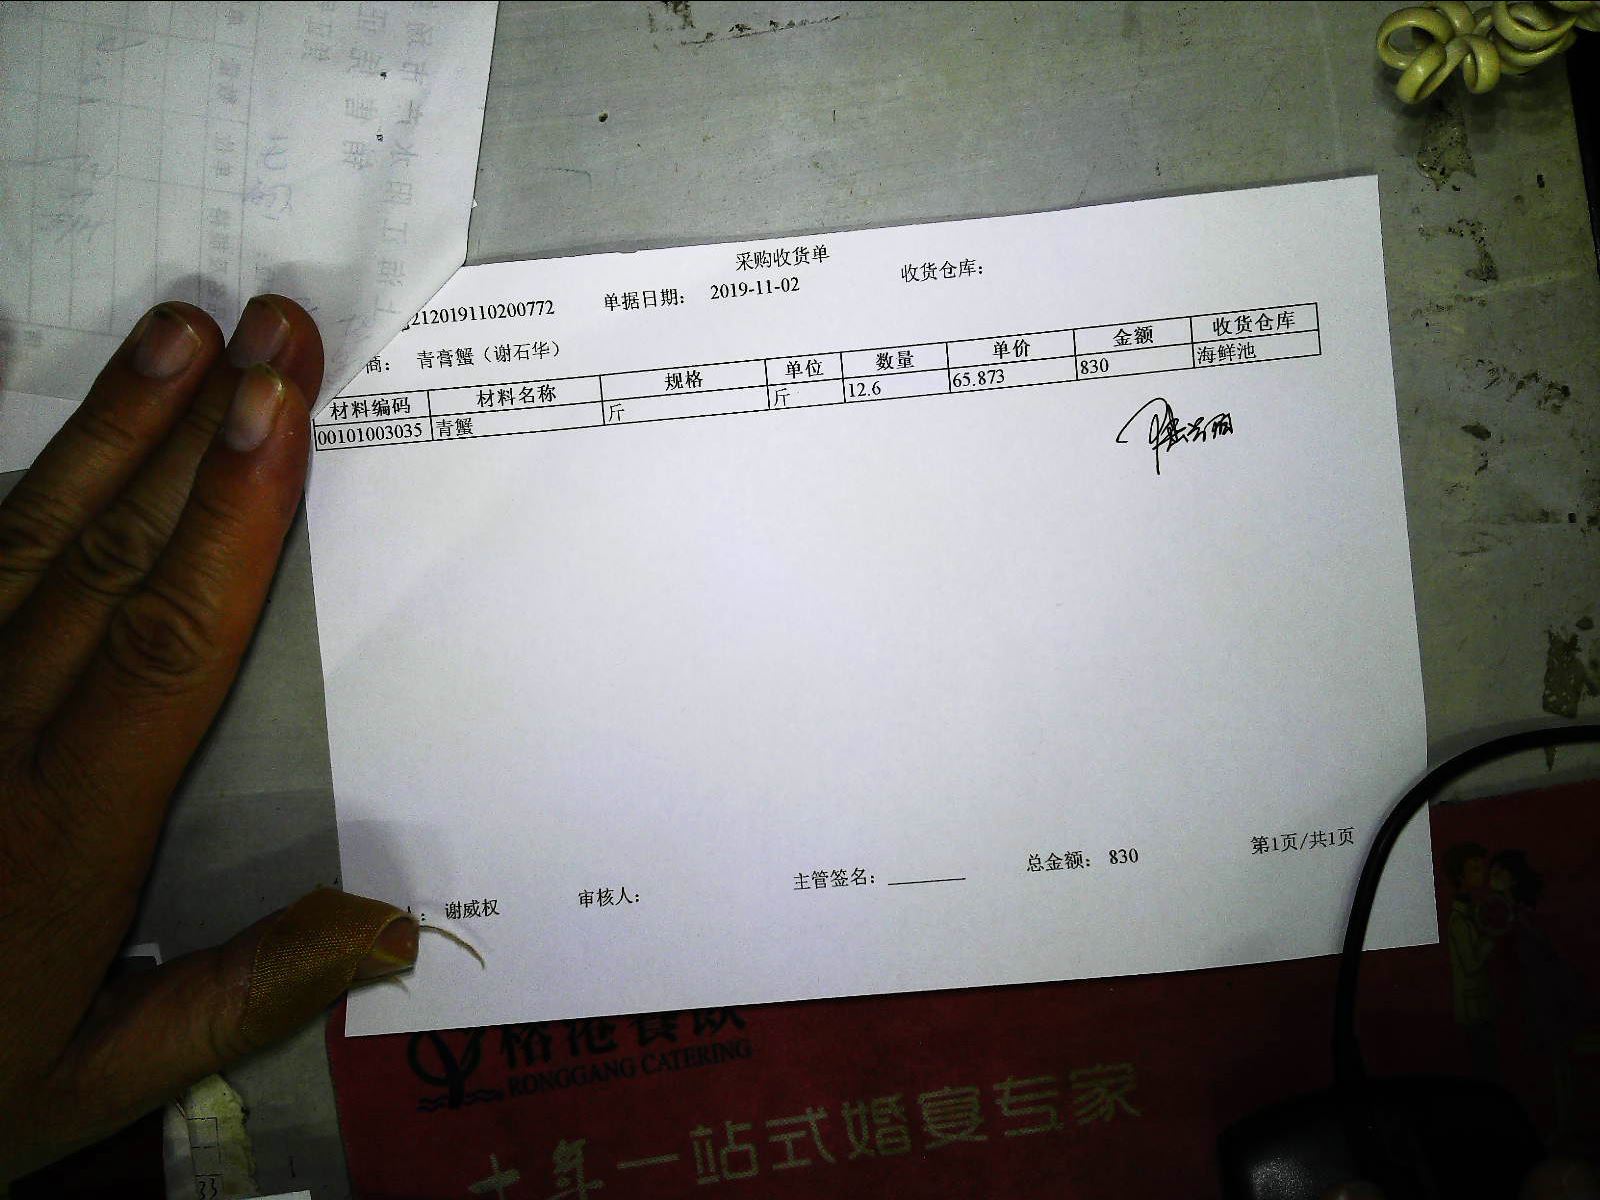 采购收货单
212019110200772 单据日期: 2019-11-02 收货仓库:
商: 青膏蟹（谢石华）
材料编码 材料名称 规格 单位 数量 单价 金额 收货仓库
00101003035 青蟹 斤 斤 12.6 65.873 830 海鲜池
人: 谢威权 审核人: 主管签名: 总金额: 830 第1页/共1页
RONGGANG CATERING
十年一站式婚宴专家
33